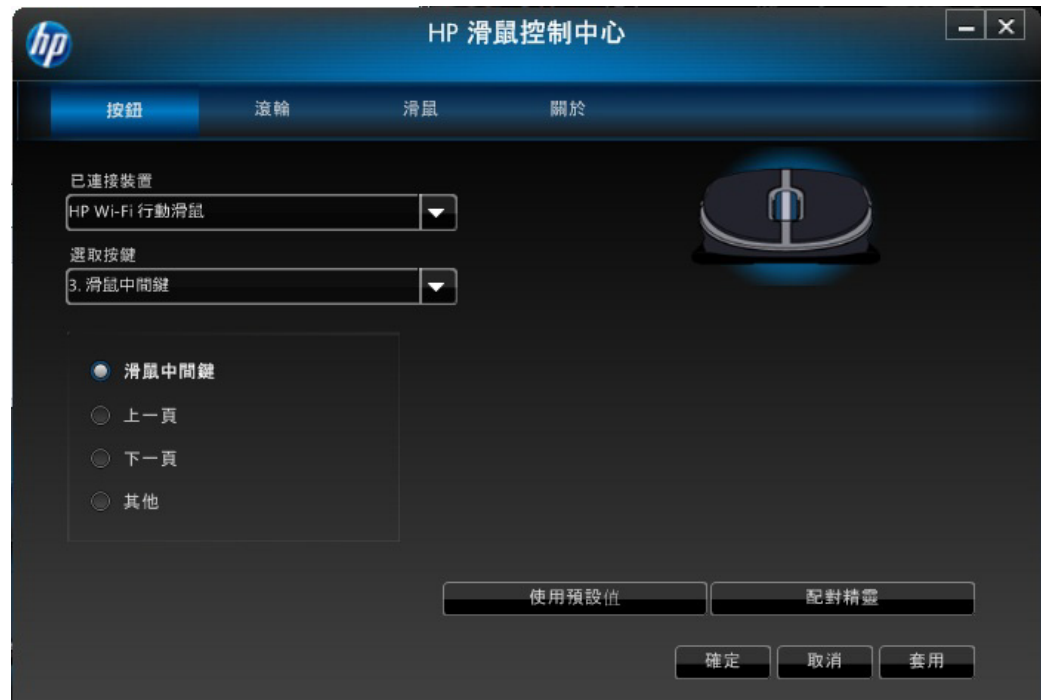 hp
HP 滑鼠控制中心
按鈕 滾輪 滑鼠 關於
已連接裝置
HP Wi-Fi 行動滑鼠
選取按鍵
3. 滑鼠中間鍵
滑鼠中間鍵
上一頁
下一頁
其他
使用預設值 配對精靈
確定 取消 套用